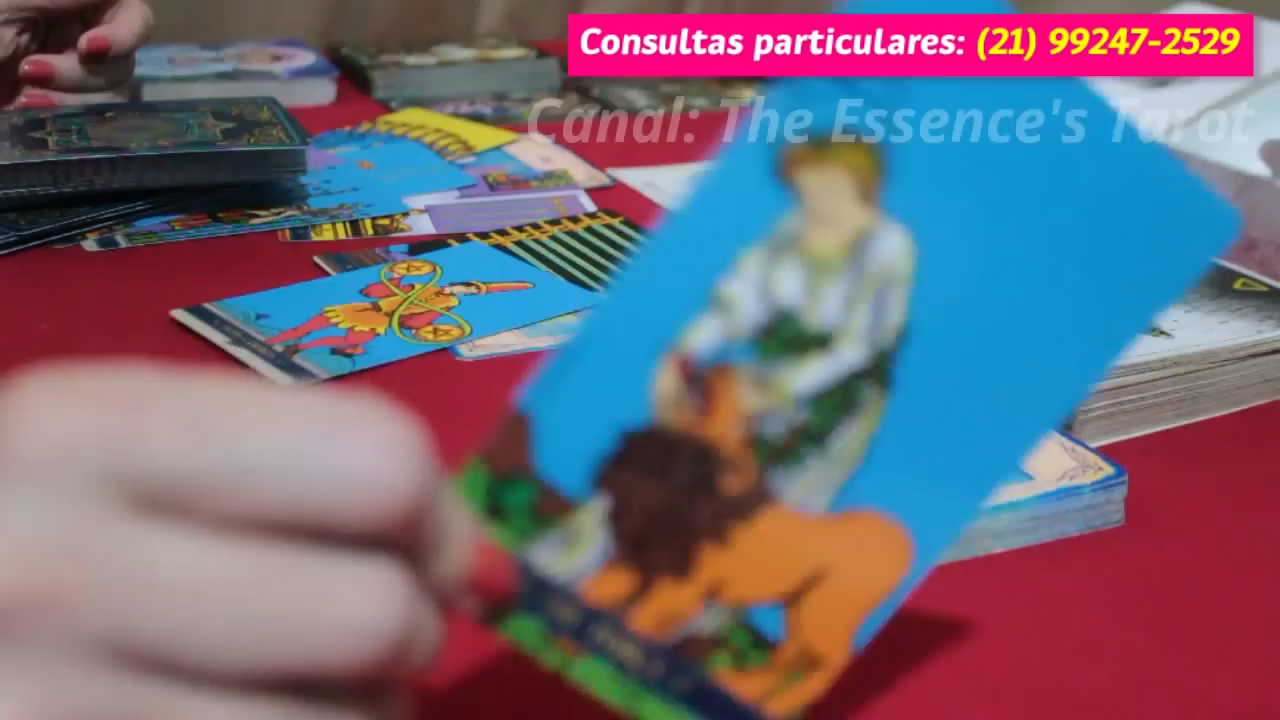 Consultas particulares: (21) 99247-2529
Canal: The Essence's Tarot